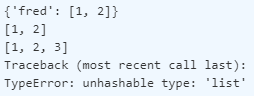 {'fred': [1, 2]}
[1, 2]
[1, 2, 3]
Traceback (most recent call last):
TypeError: unhashable type: 'list'